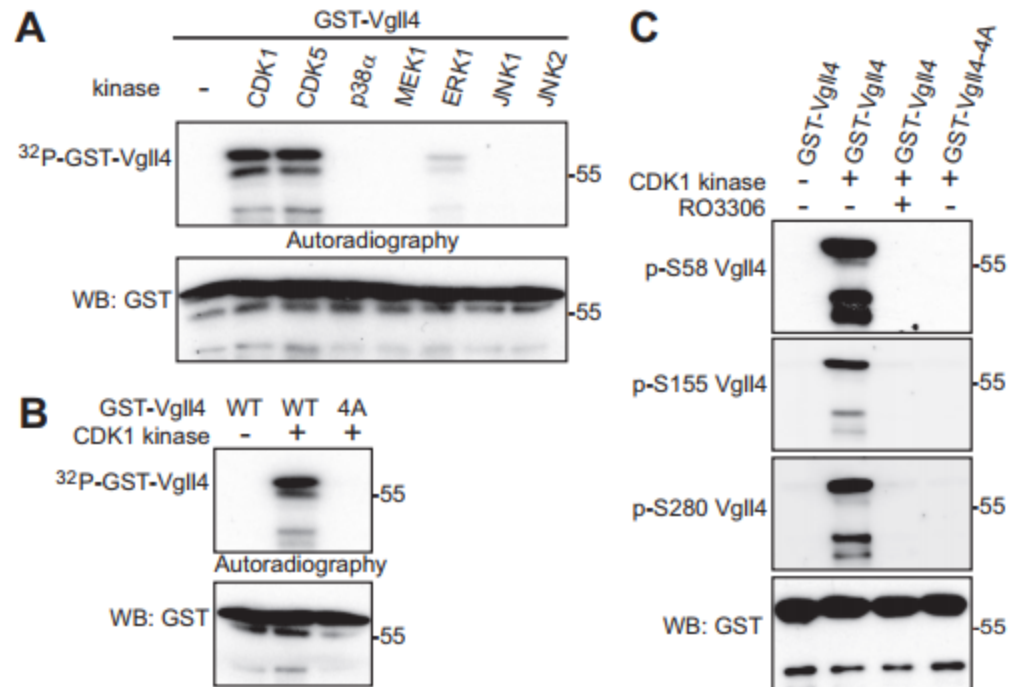 A
GST-Vgll4
kinase - CDK1 CDK5 p38α MEK1 ERK1 JNK1 JNK2
32P-GST-Vgll4
-55
Autoradiography
WB: GST
-55
B
GST-Vgll4 WT WT 4A
CDK1 kinase - + +
32P-GST-Vgll4
-55
Autoradiography
WB: GST
-55
C
GST-Vgll4 GST-Vgll4 GST-Vgll4 GST-Vgll4-4A
CDK1 kinase - + + +
RO3306 - - + -
p-S58 Vgll4
-55
p-S155 Vgll4
-55
p-S280 Vgll4
-55
WB: GST
-55